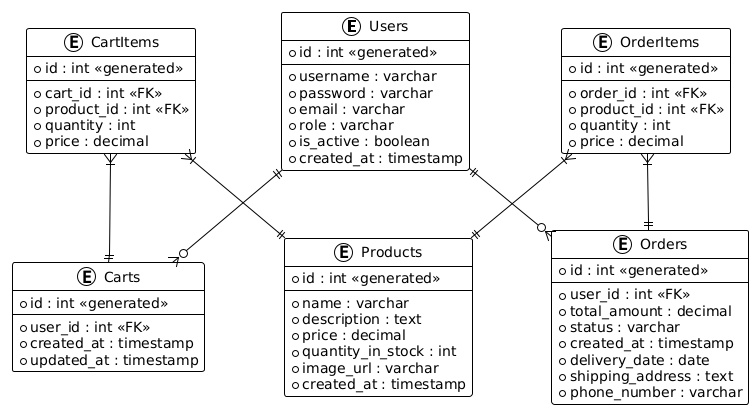 E CartItems
id : int «generated»
cart_id : int «FK»
product_id : int «FK»
quantity : int
price : decimal
E Users
id : int «generated»
username : varchar
password : varchar
email : varchar
role : varchar
is_active : boolean
created_at : timestamp
E OrderItems
id : int «generated»
order_id : int «FK»
product_id : int «FK»
quantity : int
price : decimal
E Carts
id : int «generated»
user_id : int «FK»
created_at : timestamp
updated_at : timestamp
E Products
id : int «generated»
name : varchar
description : text
price : decimal
quantity_in_stock : int
image_url : varchar
created_at : timestamp
E Orders
id : int «generated»
user_id : int «FK»
total_amount : decimal
status : varchar
created_at : timestamp
delivery_date : date
shipping_address : text
phone_number : varchar